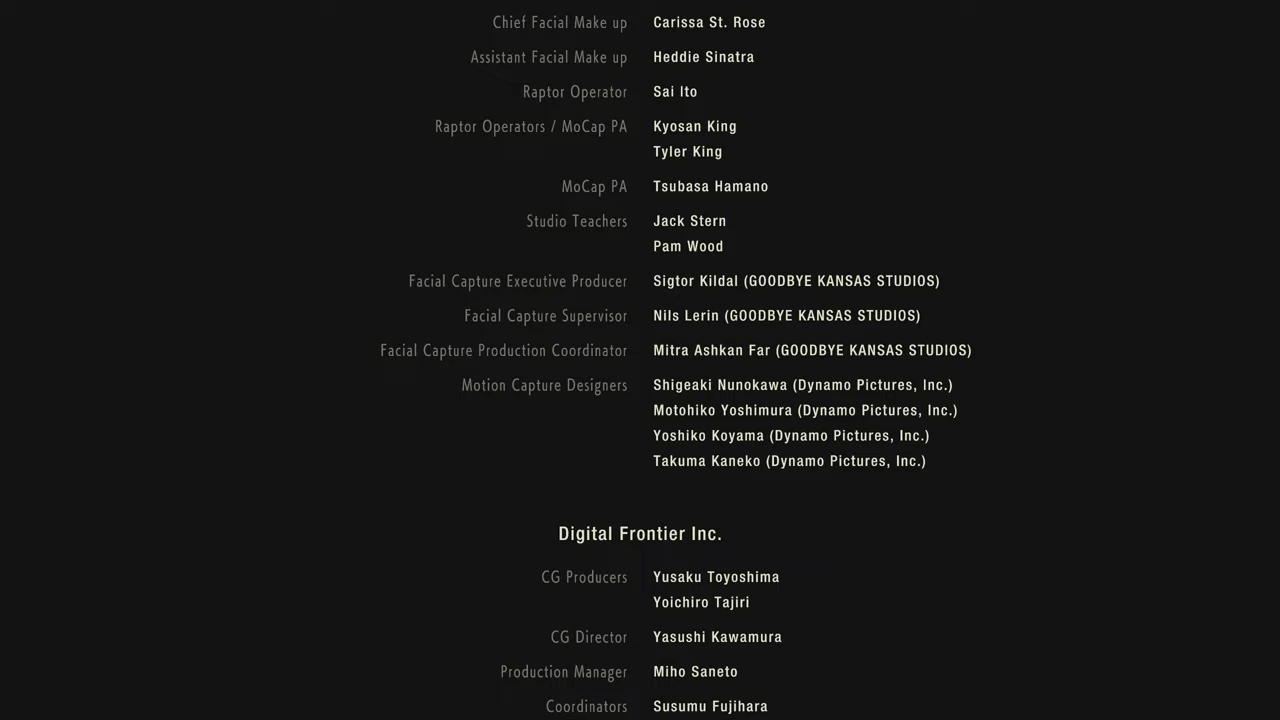 Chief Facial Make up Carissa St. Rose
Assistant Facial Make up Heddie Sinatra
Raptor Operator Sai Ito
Raptor Operators / MoCap PA Kyosan King
Tyler King
MoCap PA Tsubasa Hamano
Studio Teachers Jack Stern
Pam Wood
Facial Capture Executive Producer Sigtor Kildal (GOODBYE KANSAS STUDIOS)
Facial Capture Supervisor Nils Lerin (GOODBYE KANSAS STUDIOS)
Facial Capture Production Coordinator Mitra Ashkan Far (GOODBYE KANSAS STUDIOS)
Motion Capture Designers Shigeaki Nunokawa (Dynamo Pictures, Inc.)
Motohiko Yoshimura (Dynamo Pictures, Inc.)
Yoshiko Koyama (Dynamo Pictures, Inc.)
Takuma Kaneko (Dynamo Pictures, Inc.)
Digital Frontier Inc.
CG Producers Yusaku Toyoshima
Yoichiro Tajiri
CG Director Yasushi Kawamura
Production Manager Miho Saneto
Coordinators Susumu Fujihara